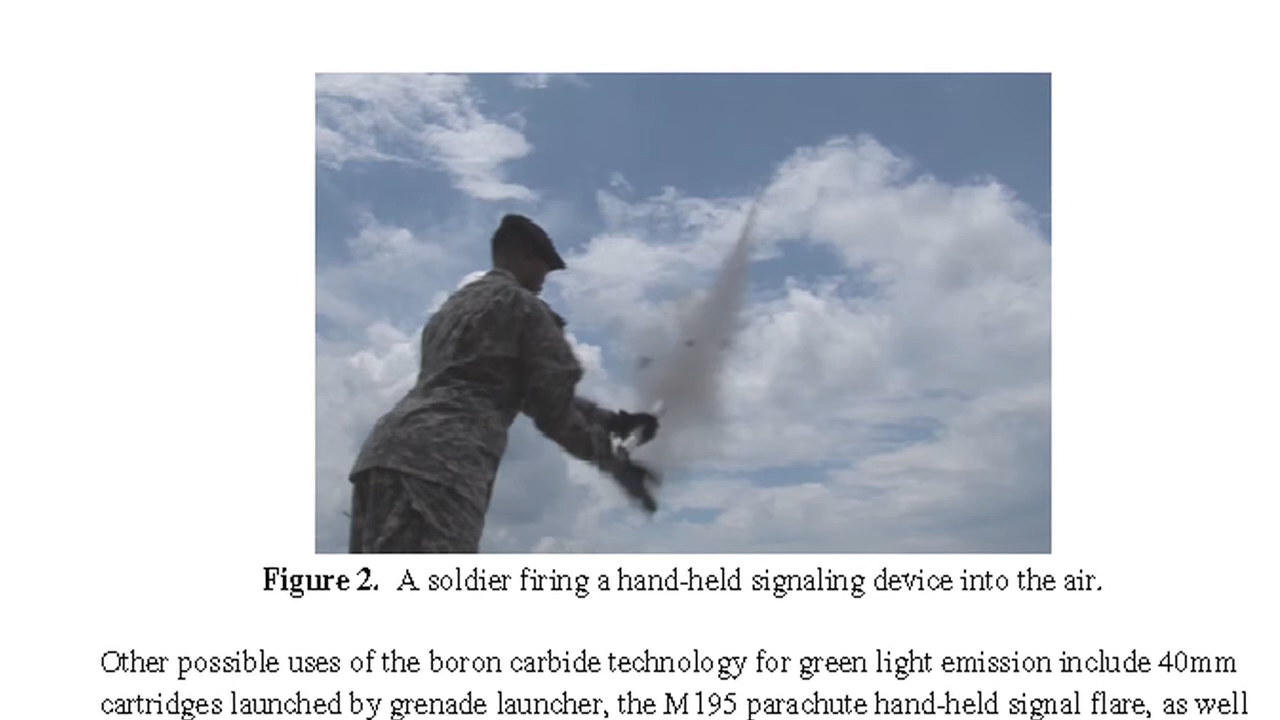 Figure 2. A soldier firing a hand-held signaling device into the air.
Other possible uses of the boron carbide technology for green light emission include 40mm
cartridges launched by grenade launcher, the M195 parachute hand-held signal flare, as well